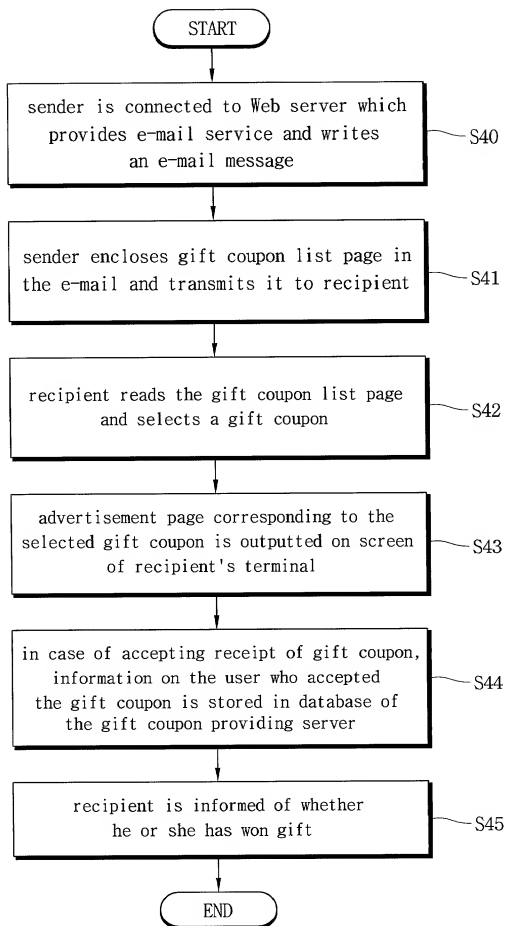 START
sender is connected to Web server which
provides e-mail service and writes
an e-mail message
S40
sender encloses gift coupon list page in
the e-mail and transmits it to recipient
S41
recipient reads the gift coupon list page
and selects a gift coupon
S42
advertisement page corresponding to the
selected gift coupon is outputted on screen
of recipient's terminal
S43
in case of accepting receipt of gift coupon,
information on the user who accepted
the gift coupon is stored in database of
the gift coupon providing server
S44
recipient is informed of whether
he or she has won gift
S45
END